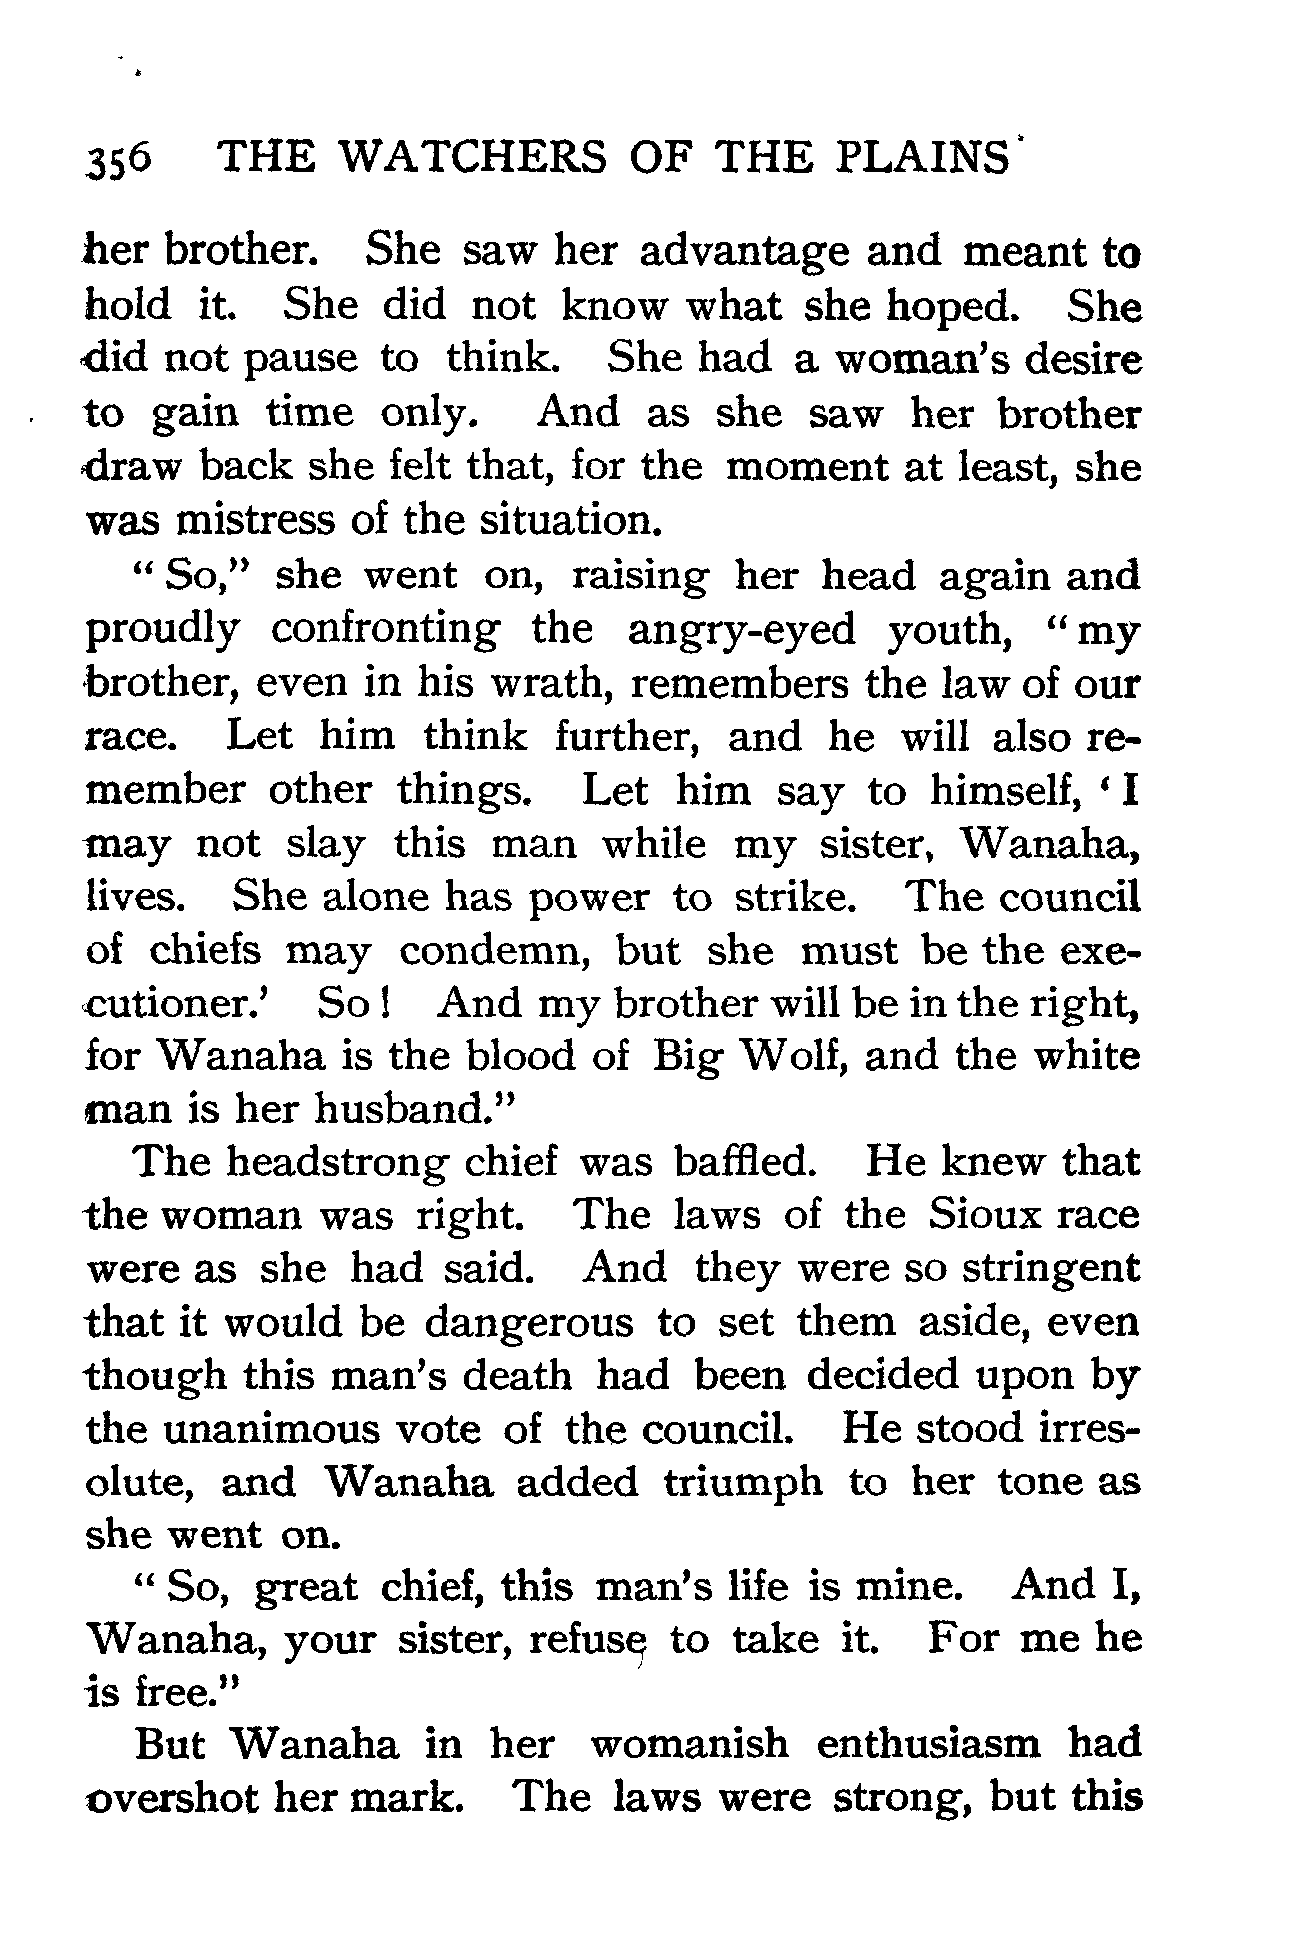 356 THE WATCHERS OF THE PLAINS
her brother. She saw her advantage and meant to
hold it. She did not know what she hoped. She
did not pause to think. She had a woman's desire
to gain time only. And as she saw her brother
draw back she felt that, for the moment at least, she
was mistress of the situation.
"So," she went on, raising her head again and
proudly confronting the angry-eyed youth, "my
brother, even in his wrath, remembers the law of our
race. Let him think further, and he will also re-
member other things. Let him say to himself, 'I
may not slay this man while my sister, Wanaha,
lives. She alone has power to strike. The council
of chiefs may condemn, but she must be the exe-
cutioner.' So! And my brother will be in the right,
for Wanaha is the blood of Big Wolf, and the white
man is her husband."
The headstrong chief was baffled. He knew that
the woman was right. The laws of the Sioux race
were as she had said. And they were so stringent
that it would be dangerous to set them aside, even
though this man's death had been decided upon by
the unanimous vote of the council. He stood irres-
olute, and Wanaha added triumph to her tone as
she went on.
"So, great chief, this man's life is mine. And I,
Wanaha, your sister, refuse to take it. For me he
is free."
But Wanaha in her womanish enthusiasm had
overshot her mark. The laws were strong, but this